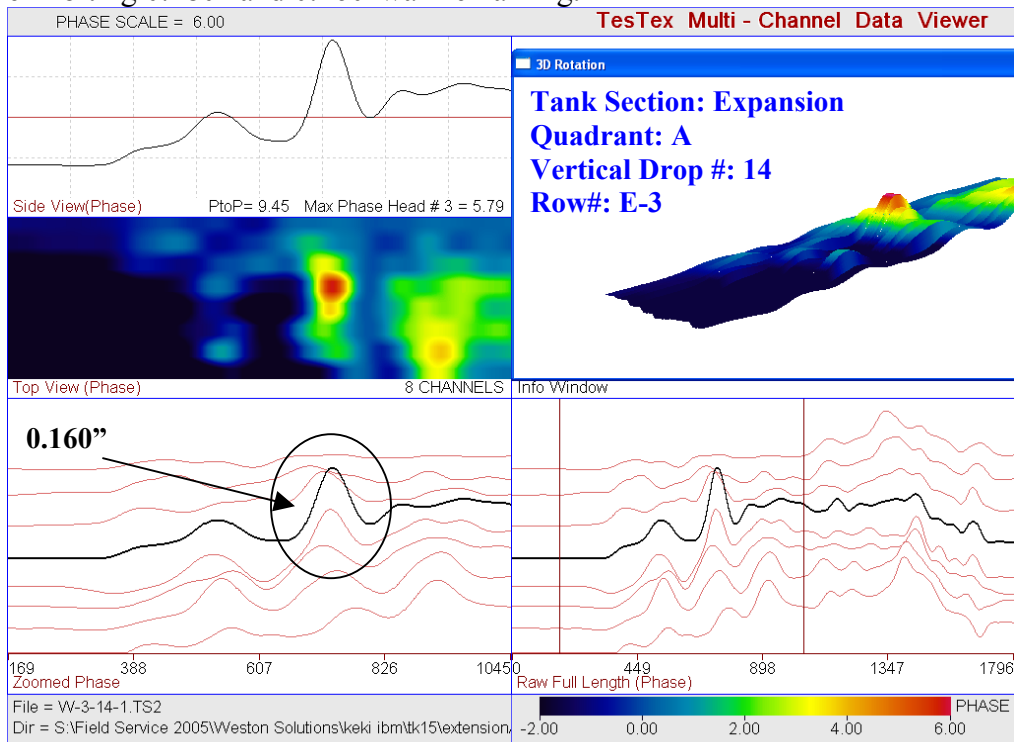 PHASE SCALE = 6.00
TesTex Multi - Channel Data Viewer
3D Rotation
Tank Section: Expansion
Quadrant: A
Vertical Drop #: 14
Row#: E-3
Side View(Phase) PtoP= 9.45 Max Phase Head # 3 = 5.79
Top View (Phase) 8 CHANNELS
Info Window
0.160”
169 388 607 826 1045
Zoomed Phase
0 449 898 1347 1796
Raw Full Length (Phase)
File = W-3-14-1.TS2
Dir = S:\Field Service 2005\Weston Solutions\keki ibm\tk15\extension
PHASE
-2.00 0.00 2.00 4.00 6.00